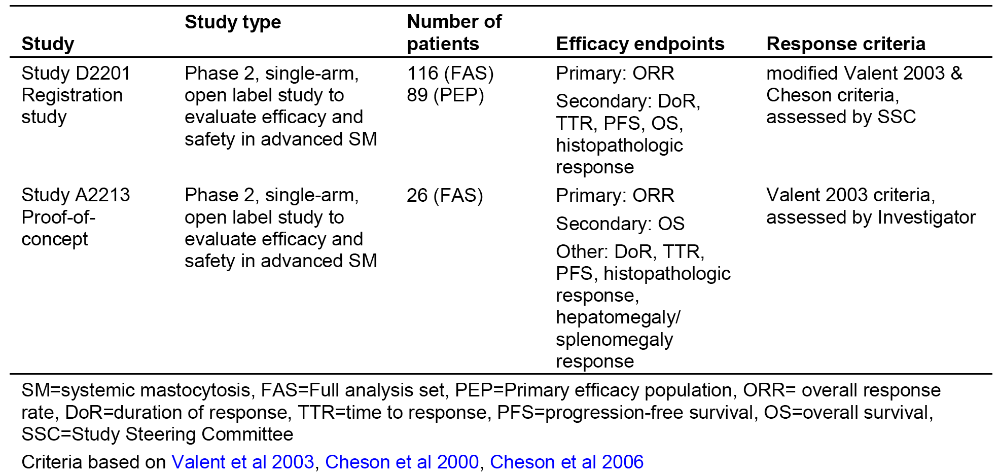 Study
Study type
Number of
patients
Efficacy endpoints
Response criteria
Study D2201
Registration
study
Phase 2, single-arm,
open label study to
evaluate efficacy and
safety in advanced SM
116 (FAS)
89 (PEP)
Primary: ORR
Secondary: DoR,
TTR, PFS, OS,
histopathologic
response
modified Valent 2003 &
Cheson criteria,
assessed by SSC
Study A2213
Proof-of-
concept
Phase 2, single-arm,
open label study to
evaluate efficacy and
safety in advanced SM
26 (FAS)
Primary: ORR
Secondary: OS
Other: DoR, TTR,
PFS, histopathologic
response,
hepatomegaly/
splenomegaly
response
Valent 2003 criteria,
assessed by Investigator
SM=systemic mastocytosis, FAS=Full analysis set, PEP=Primary efficacy population, ORR= overall response
rate, DoR=duration of response, TTR=time to response, PFS=progression-free survival, OS=overall survival,
SSC=Study Steering Committee
Criteria based on Valent et al 2003, Cheson et al 2000, Cheson et al 2006